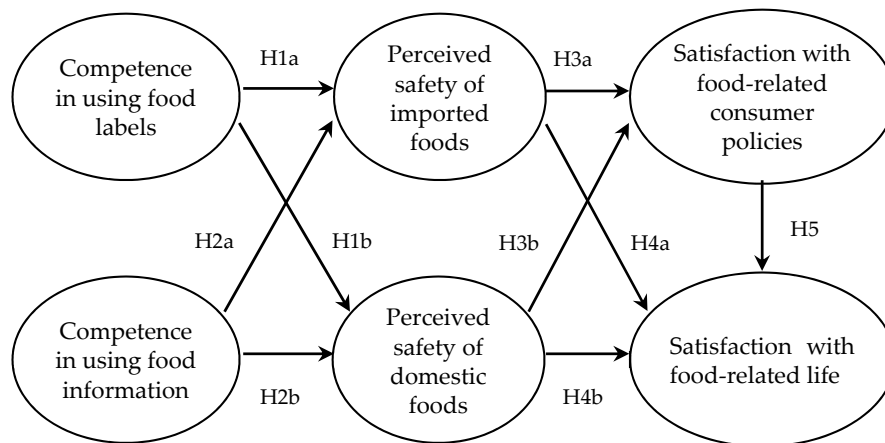 Competence
in using food
labels
H1a
Perceived
safety of
imported
foods
H3a
Satisfaction with
food-related
consumer
policies
H2a
H1b
H3b
H4a
H5
Competence
in using food
information
H2b
Perceived
safety of
domestic
foods
H4b
Satisfaction with
food-related life